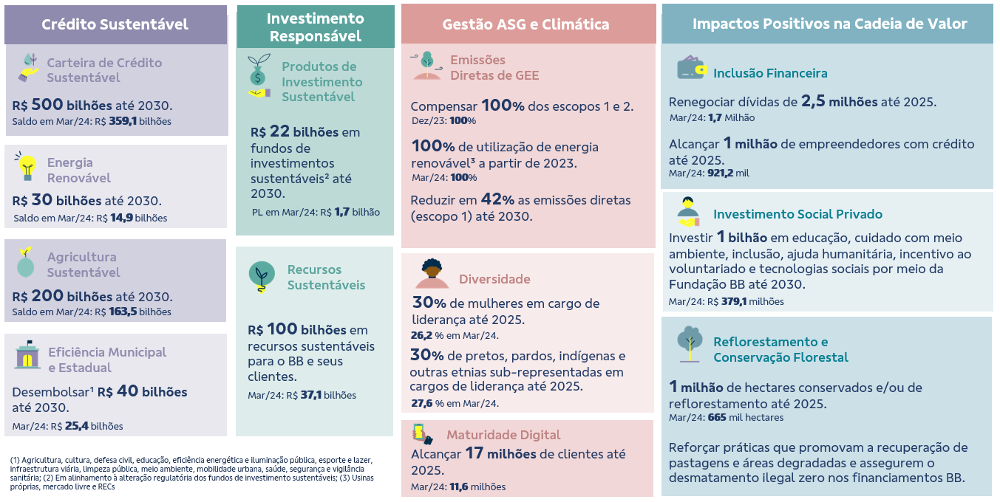 Crédito Sustentável
Carteira de Crédito
Sustentável
R$ 500 bilhões até 2030.
Saldo em Mar/24: R$ 359,1 bilhões
Energia
Renovável
R$ 30 bilhões até 2030.
Saldo em Mar/24: R$ 14,9 bilhões
Agricultura
Sustentável
R$ 200 bilhões até 2030.
Saldo em Mar/24: R$ 163,5 bilhões
Eficiência Municipal
e Estadual
Desembolsar¹ R$ 40 bilhões
até 2030.
Mar/24: R$ 25,4 bilhões
(1) Agricultura, cultura, defesa civil, educação, eficiência energética e iluminação pública, esporte e lazer,
infraestrutura viária, limpeza pública, meio ambiente, mobilidade urbana, saúde, segurança e vigilância
sanitária; (2) Em alinhamento à alteração regulatória dos fundos de investimento sustentáveis; (3) Usinas
próprias, mercado livre e RECs
Investimento
Responsável
Produtos de
Investimento
Sustentável
R$ 22 bilhões em
fundos de
investimentos
sustentáveis² até
2030.
PL em Mar/24: R$ 1,7 bilhão
Recursos
Sustentáveis
R$ 100 bilhões em
recursos sustentáveis
para o BB e seus
clientes.
Mar/24: R$ 37,1 bilhões
Gestão ASG e Climática
Emissões
Diretas de GEE
Compensar 100% dos escopos 1 e 2.
Dez/23: 100%
100% de utilização de energia
renovável³ a partir de 2023.
Mar/24: 100%
Reduzir em 42% as emissões diretas
(escopo 1) até 2030.
Diversidade
30% de mulheres em cargo de
liderança até 2025.
26,2 % em Mar/24.
30% de pretos, pardos, indígenas e
outras etnias sub-representadas em
cargos de liderança até 2025.
27,6 % em Mar/24.
Maturidade Digital
Alcançar 17 milhões de clientes até
2025.
Mar/24: 11,6 milhões
Impactos Positivos na Cadeia de Valor
Inclusão Financeira
Renegociar dívidas de 2,5 milhões até 2025.
Mar/24: 1,7 Milhão
Alcançar 1 milhão de empreendedores com crédito
até 2025.
Mar/24: 921,2 mil
Investimento Social Privado
Investir 1 bilhão em educação, cuidado com meio
ambiente, inclusão, ajuda humanitária, incentivo ao
voluntariado e tecnologias sociais por meio da
Fundação BB até 2030.
Mar/24: R$ 379,1 milhões
Reflorestamento e
Conservação Florestal
1 milhão de hectares conservados e/ou de
reflorestamento até 2025.
Mar/24: 665 mil hectares
Reforçar práticas que promovam a recuperação de
pastagens e áreas degradadas e assegurem o
desmatamento ilegal zero nos financiamentos BB.